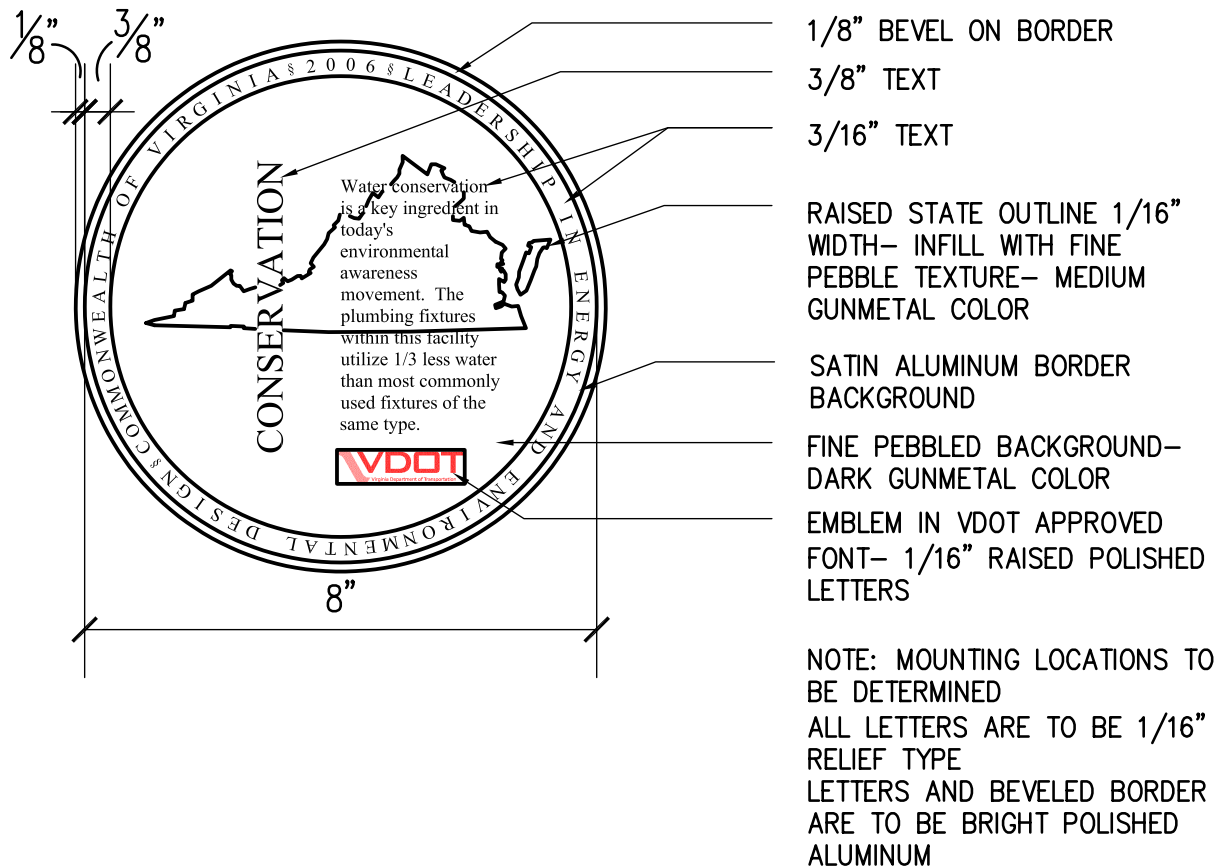 1/8”
3/8”
COMMONWEALTH OF VIRGINIA§2006§LEADERSHIP IN ENERGY AND ENVIRONMENTAL DESIGN§
CONSERVATION
Water conservation
is a key ingredient in
today's
environmental
awareness
movement. The
plumbing fixtures
within this facility
utilize 1/3 less water
than most commonly
used fixtures of the
same type.
VDOT
Virginia Department of Transportation
8”
1/8” BEVEL ON BORDER
3/8” TEXT
3/16” TEXT
RAISED STATE OUTLINE 1/16”
WIDTH– INFILL WITH FINE
PEBBLE TEXTURE– MEDIUM
GUNMETAL COLOR
SATIN ALUMINUM BORDER
BACKGROUND
FINE PEBBLED BACKGROUND–
DARK GUNMETAL COLOR
EMBLEM IN VDOT APPROVED
FONT– 1/16” RAISED POLISHED
LETTERS
NOTE: MOUNTING LOCATIONS TO
BE DETERMINED
ALL LETTERS ARE TO BE 1/16”
RELIEF TYPE
LETTERS AND BEVELED BORDER
ARE TO BE BRIGHT POLISHED
ALUMINUM